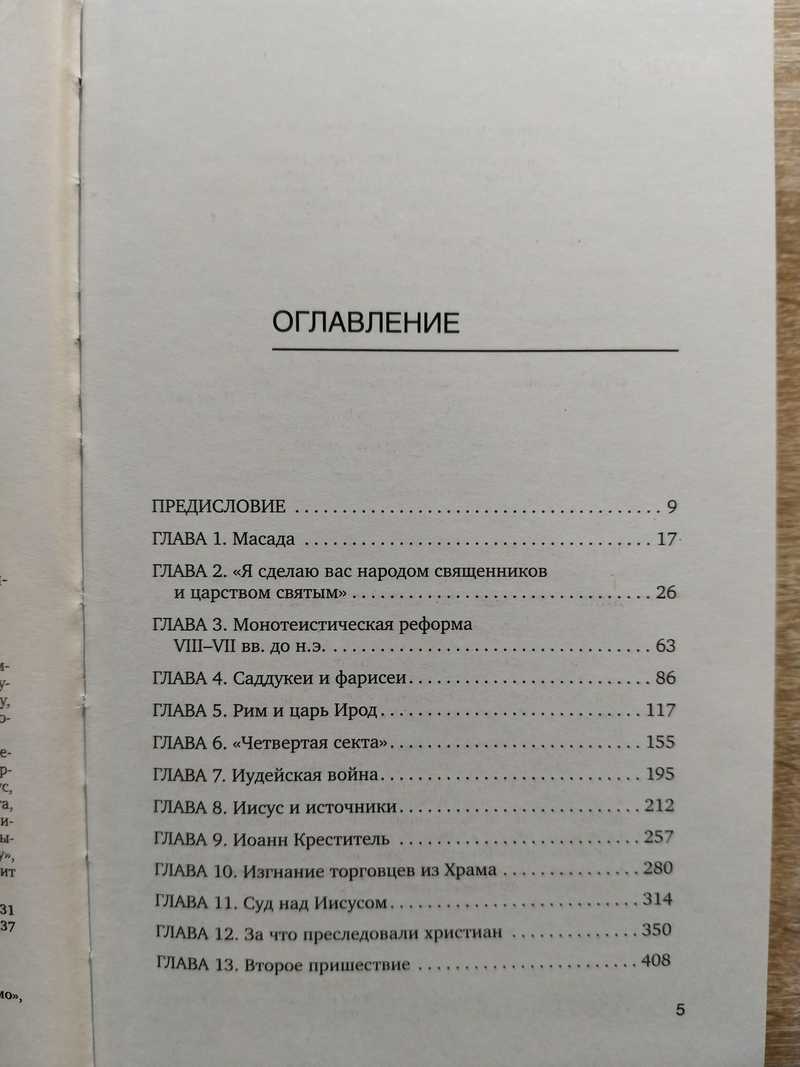 ОГЛАВЛЕНИЕ
ПРЕДИСЛОВИЕ ........................................ 9
ГЛАВА 1. Масада ........................................ 17
ГЛАВА 2. «Я сделаю вас народом священников
и царством святым» ........................................ 26
ГЛАВА 3. Монотеистическая реформа
VIII–VII вв. до н.э. ........................................ 63
ГЛАВА 4. Саддукеи и фарисеи ........................................ 86
ГЛАВА 5. Рим и царь Ирод ........................................ 117
ГЛАВА 6. «Четвертая секта» ........................................ 155
ГЛАВА 7. Иудейская война ........................................ 195
ГЛАВА 8. Иисус и источники ........................................ 212
ГЛАВА 9. Иоанн Креститель ........................................ 257
ГЛАВА 10. Изгнание торговцев из Храма ........................................ 280
ГЛАВА 11. Суд над Иисусом ........................................ 314
ГЛАВА 12. За что преследовали христиан ........................................ 350
ГЛАВА 13. Второе пришествие ........................................ 408
5
31
37